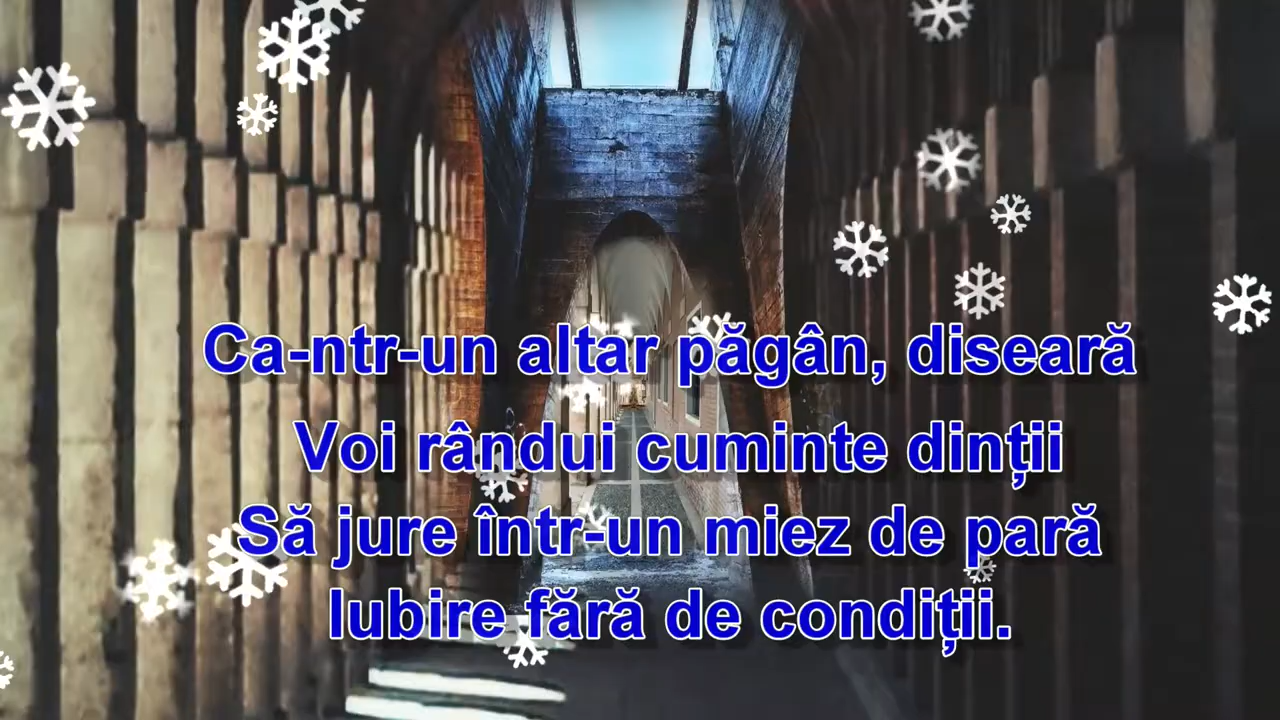 Ca-ntr-un altar păgân, diseară
Voi rândui cuminte dinții
Să jure într-un miez de pară
Iubire fără de condiții.